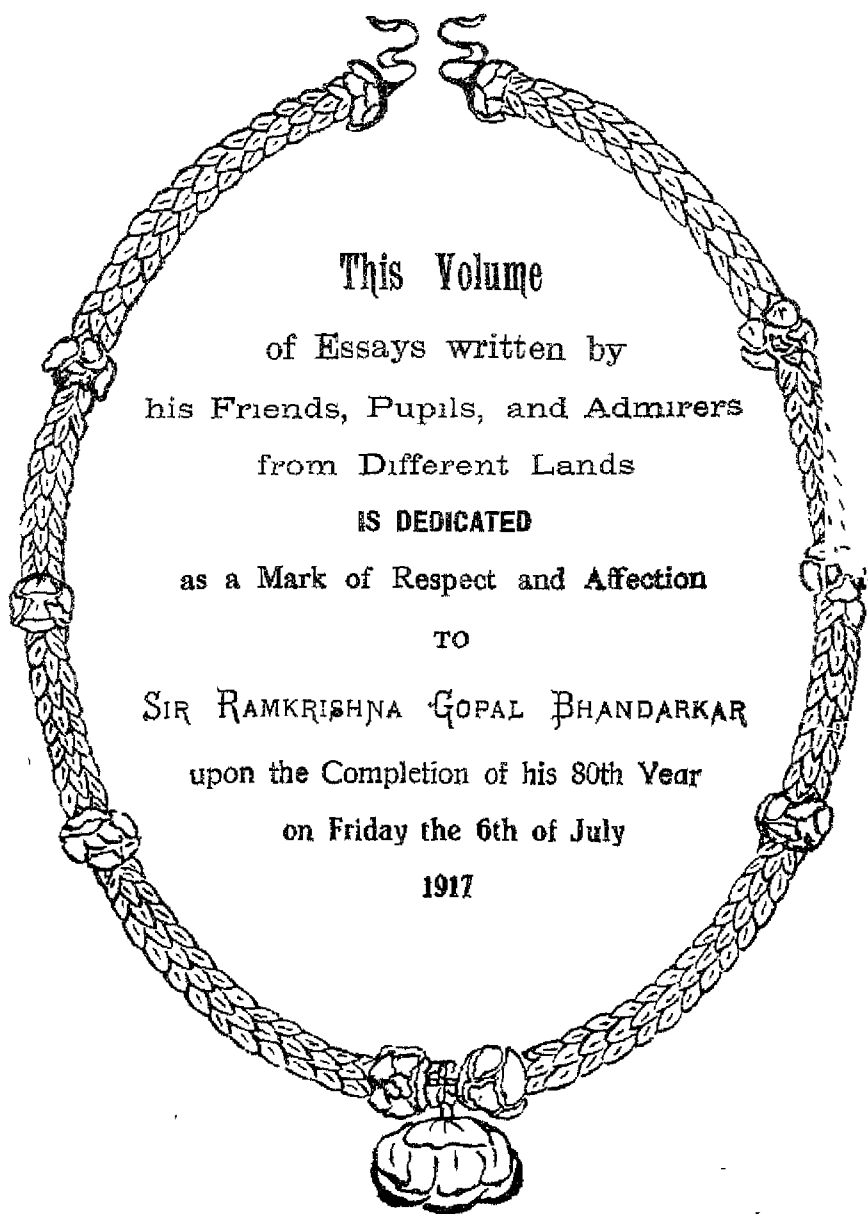 This Volume
of Essays written by
his Friends, Pupils, and Admirers
from Different Lands
IS DEDICATED
as a Mark of Respect and Affection
TO
SIR RAMKRISHNA GOPAL BHANDARKAR
upon the Completion of his 80th Year
on Friday the 6th of July
1917